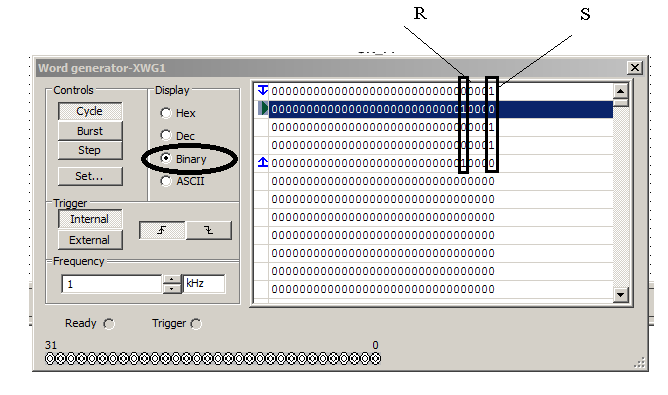 R S
Word generator-XWG1
Controls Display
Cycle
Burst
Step
Set...
Hex
Dec
Binary
ASCII
Trigger
Internal
External
Frequency
1 kHz
00000000000000000000000000010001
00000000000000000000000000010000
00000000000000000000000000000001
00000000000000000000000000000001
00000000000000000000000000010000
00000000000000000000000000000000
00000000000000000000000000000000
00000000000000000000000000000000
00000000000000000000000000000000
00000000000000000000000000000000
00000000000000000000000000000000
00000000000000000000000000000000
Ready Trigger
31 0